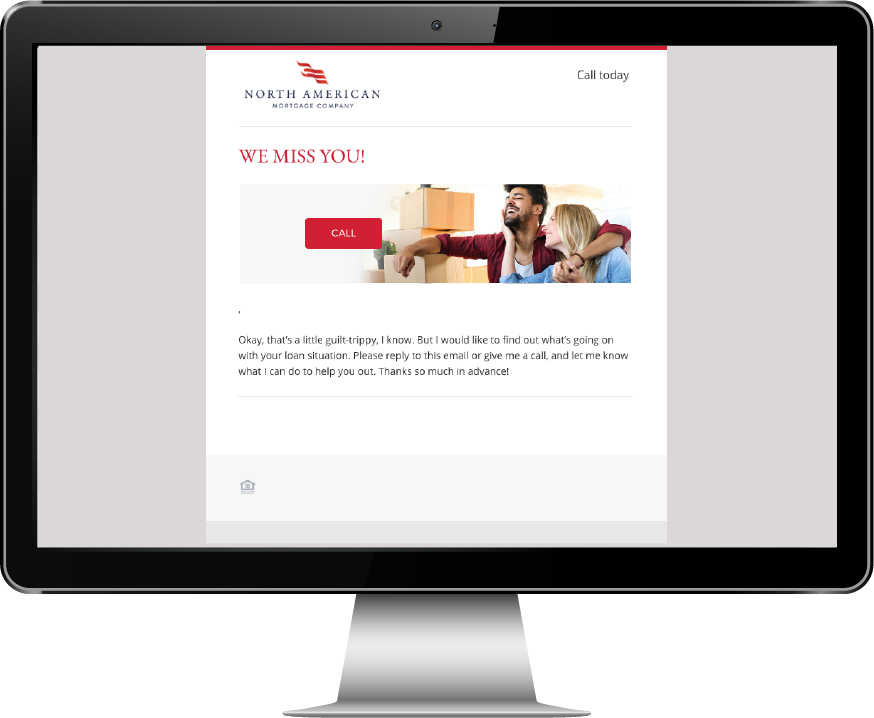 Call today
NORTH AMERICAN
MORTGAGE COMPANY
WE MISS YOU!
CALL
,
Okay, that's a little guilt-trippy, I know. But I would like to find out what's going on
with your loan situation. Please reply to this email or give me a call, and let me know
what I can do to help you out. Thanks so much in advance!